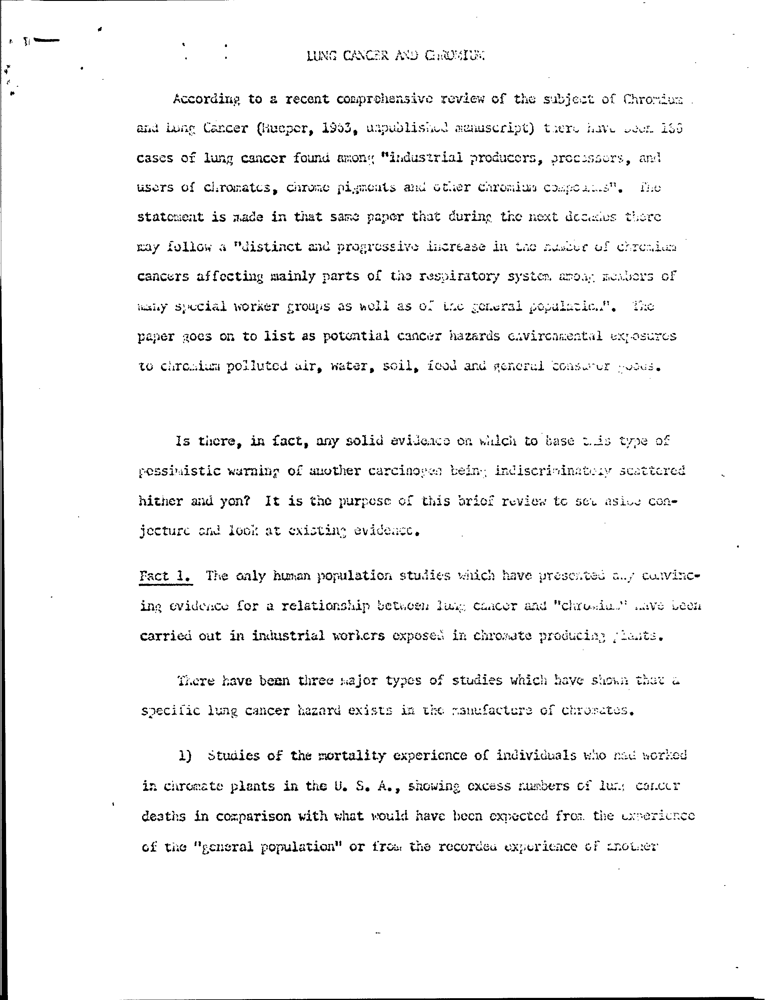 LUNG CANCER AND CHROMIUM
According to a recent comprehensive review of the subject of Chromium
and Lung Cancer (Hueper, 1953, unpublished manuscript) there have been
cases of lung cancer found among "industrial producers, processors, and
users of chromates, chrome pigments and other chromium compounds". The
statement is made in that same paper that during the next decades there
may follow a "distinct and progressive increase in the number of chromium
cancers affecting mainly parts of the respiratory system among members of
many special worker groups as well as of the general population". The
paper goes on to list as potential cancer hazards environmental exposures
to chromium polluted air, water, soil, food and general consumer goods.
Is there, in fact, any solid evidence on which to base this type of
pessimistic warning of another carcinogen being indiscriminately scattered
hither and yon? It is the purpose of this brief review to set aside con-
jecture and look at existing evidence.
Fact 1. The only human population studies which have presented any convinc-
ing evidence for a relationship between lung cancer and "chromium" have been
carried out in industrial workers exposed in chromate producing plants.
There have been three major types of studies which have shown that a
specific lung cancer hazard exists in the manufacture of chromates.
1) Studies of the mortality experience of individuals who had worked
in chromate plants in the U. S. A., showing excess numbers of lung cancer
deaths in comparison with what would have been expected from the experience
of the "general population" or from the recorded experience of another